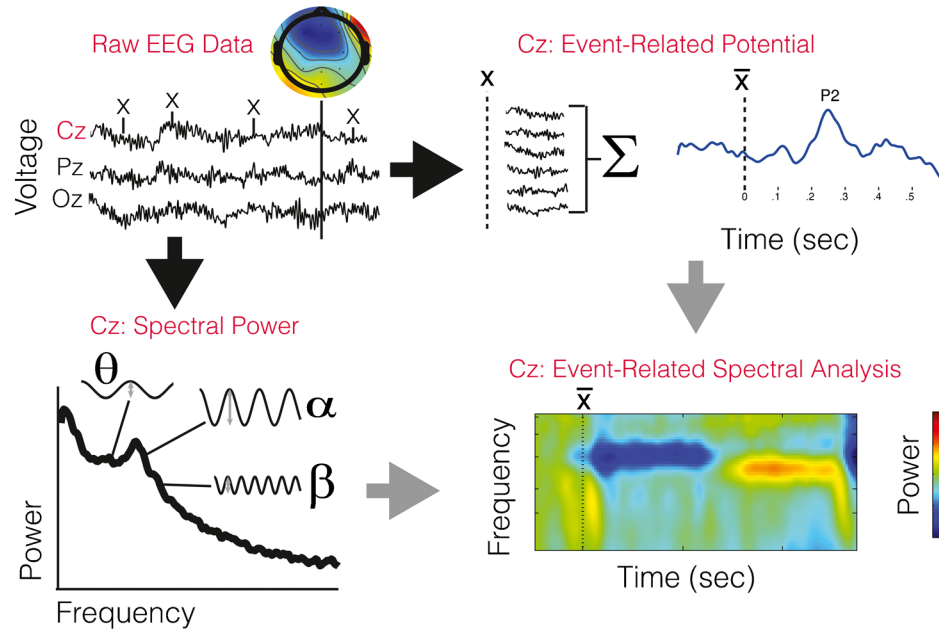 Raw EEG Data
X X X X
Voltage
Cz
Pz
Oz
Cz: Event-Related Potential
X
Σ
X̄
P2
0 .1 .2 .3 .4 .5
Time (sec)
Cz: Spectral Power
θ
α
β
Power
Frequency
Cz: Event-Related Spectral Analysis
X̄
Frequency
Time (sec)
Power